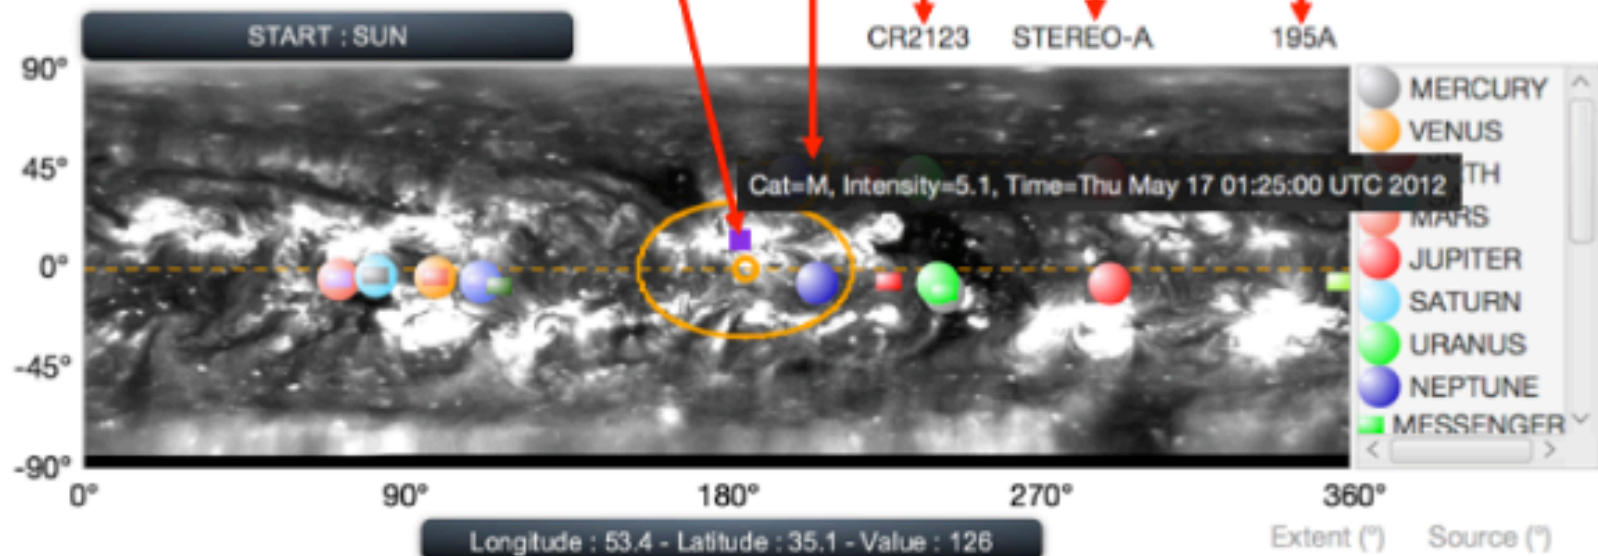 START : SUN
CR2123 STEREO-A 195A
90°
45°
0°
-45°
-90°
Cat=M, Intensity=5.1, Time=Thu May 17 01:25:00 UTC 2012
MERCURY
VENUS
MARS
JUPITER
SATURN
URANUS
NEPTUNE
MESSENGER
0° 90° 180° 270° 360°
Longitude : 53.4 - Latitude : 35.1 - Value : 126
Extent (°) Source (°)